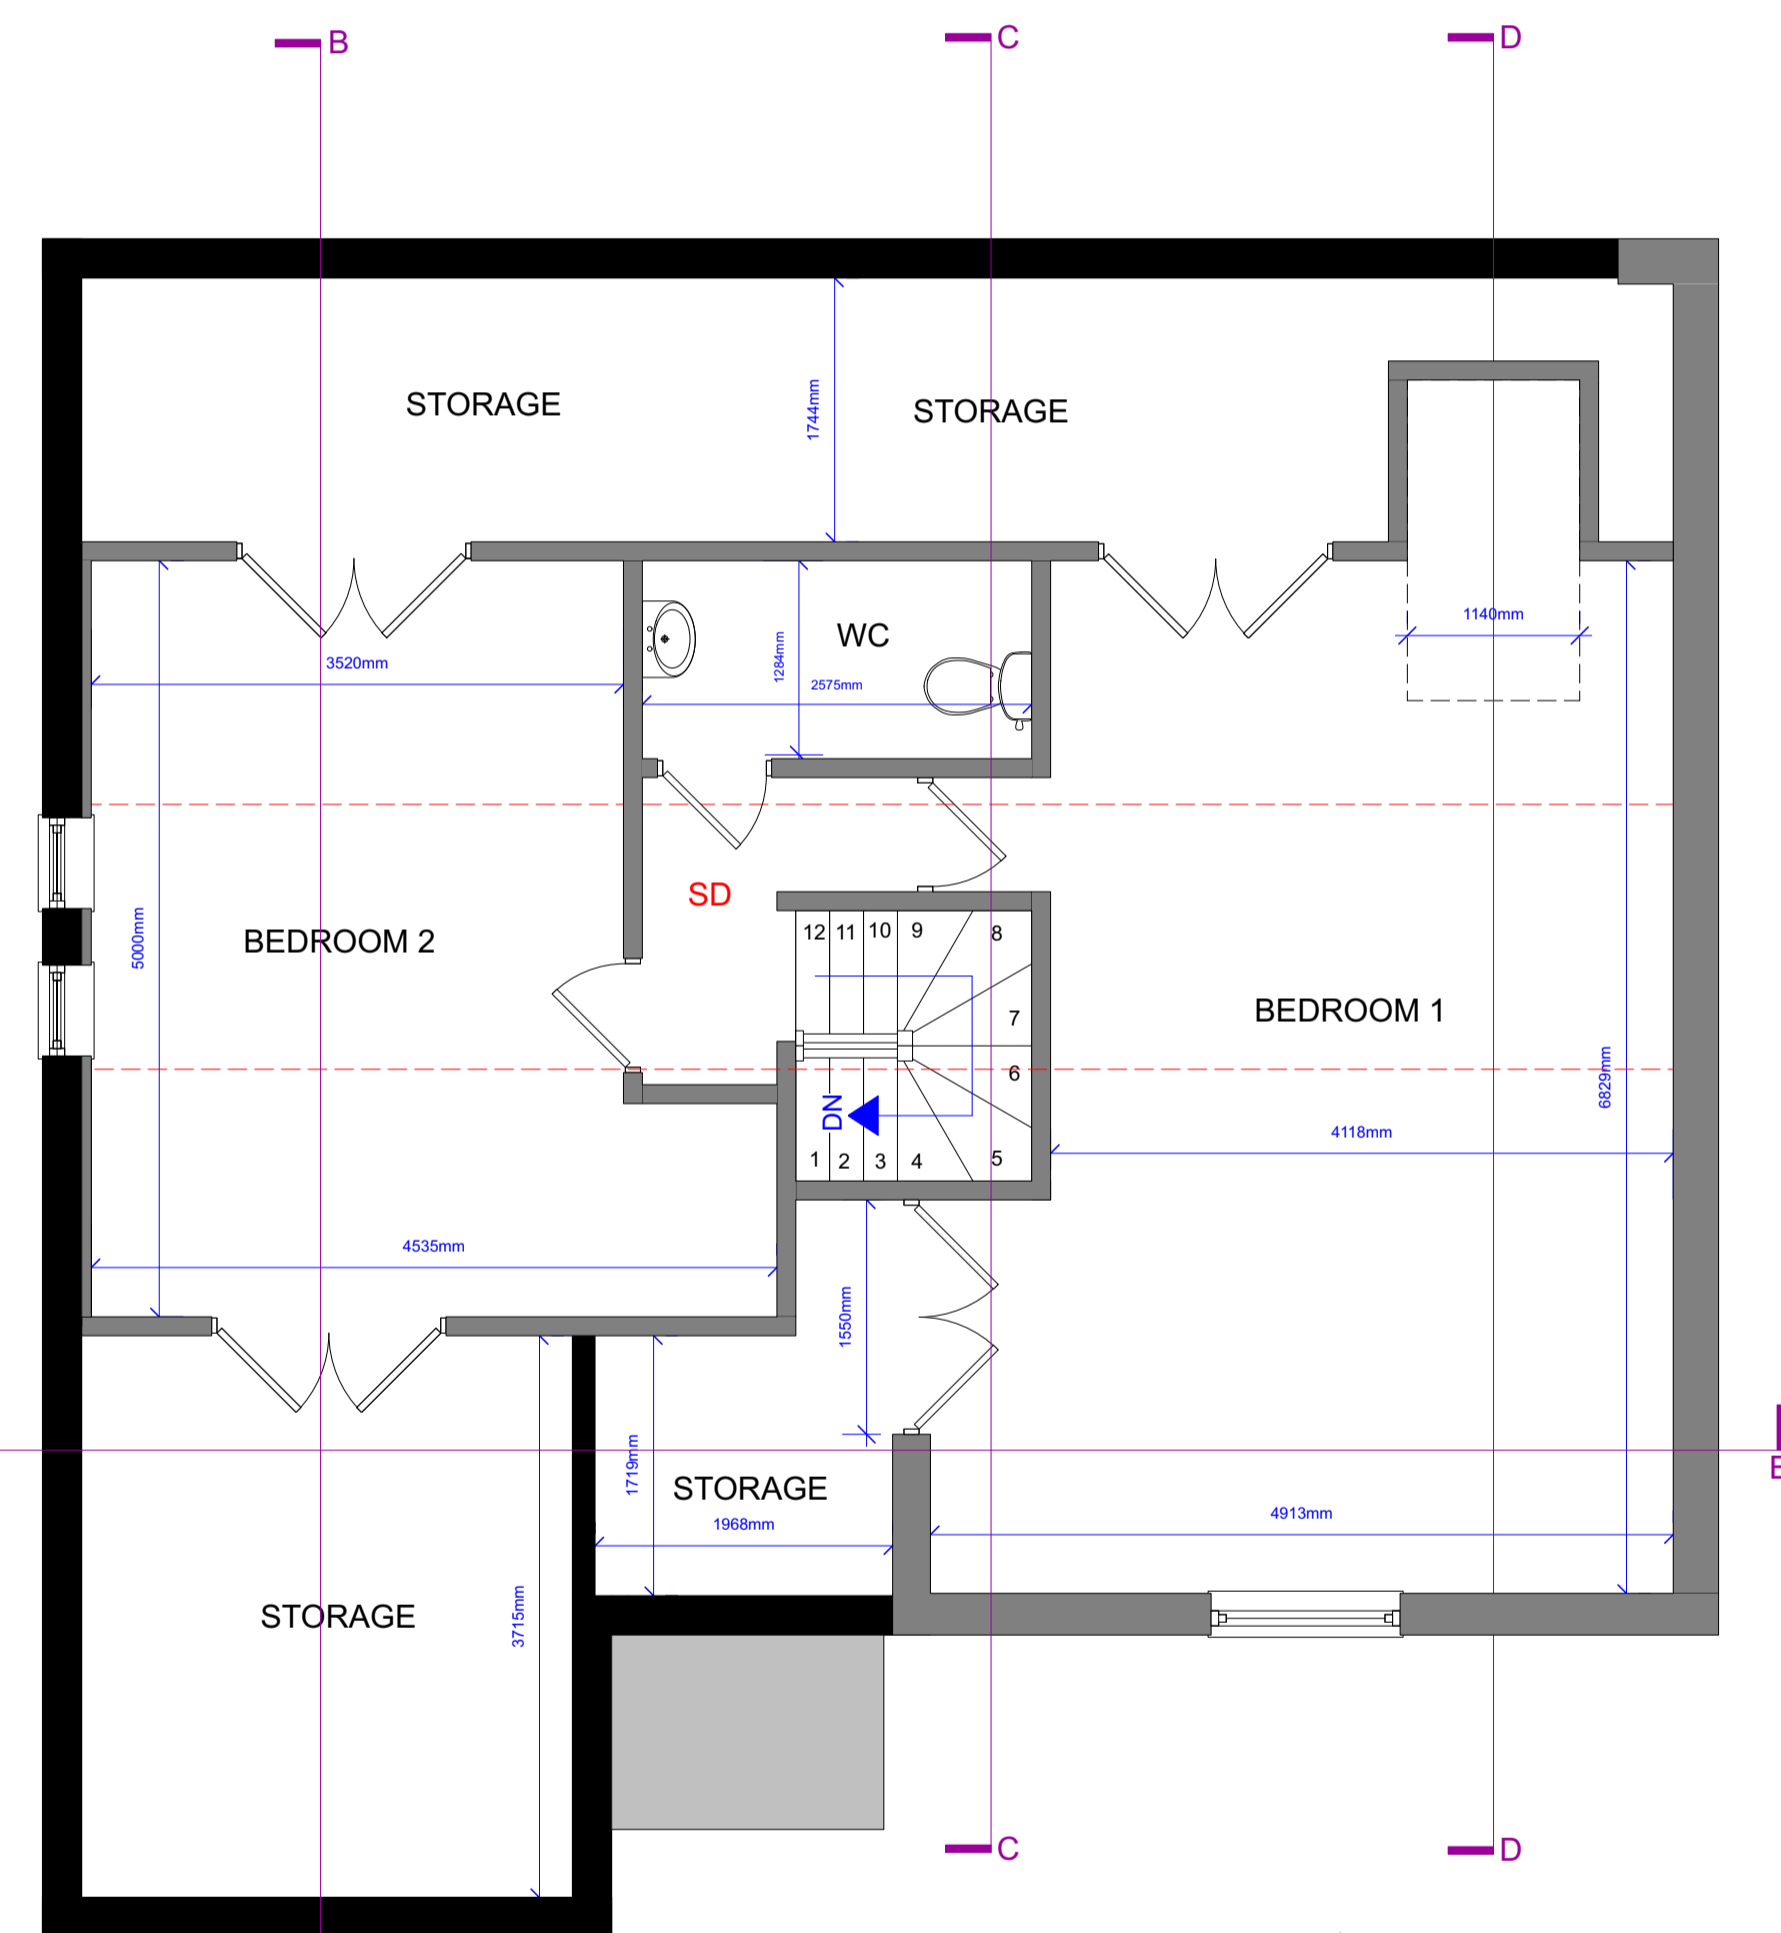 B
C
D
STORAGE
STORAGE
1744mm
1140mm
WC
1284mm
2575mm
3520mm
SD
12 11 10 9 8
7
6
5
1 2 3 4
DN
BEDROOM 2
5000mm
BEDROOM 1
6829mm
4118mm
4535mm
1550mm
1719mm
STORAGE
1968mm
4913mm
STORAGE
3715mm
C
D